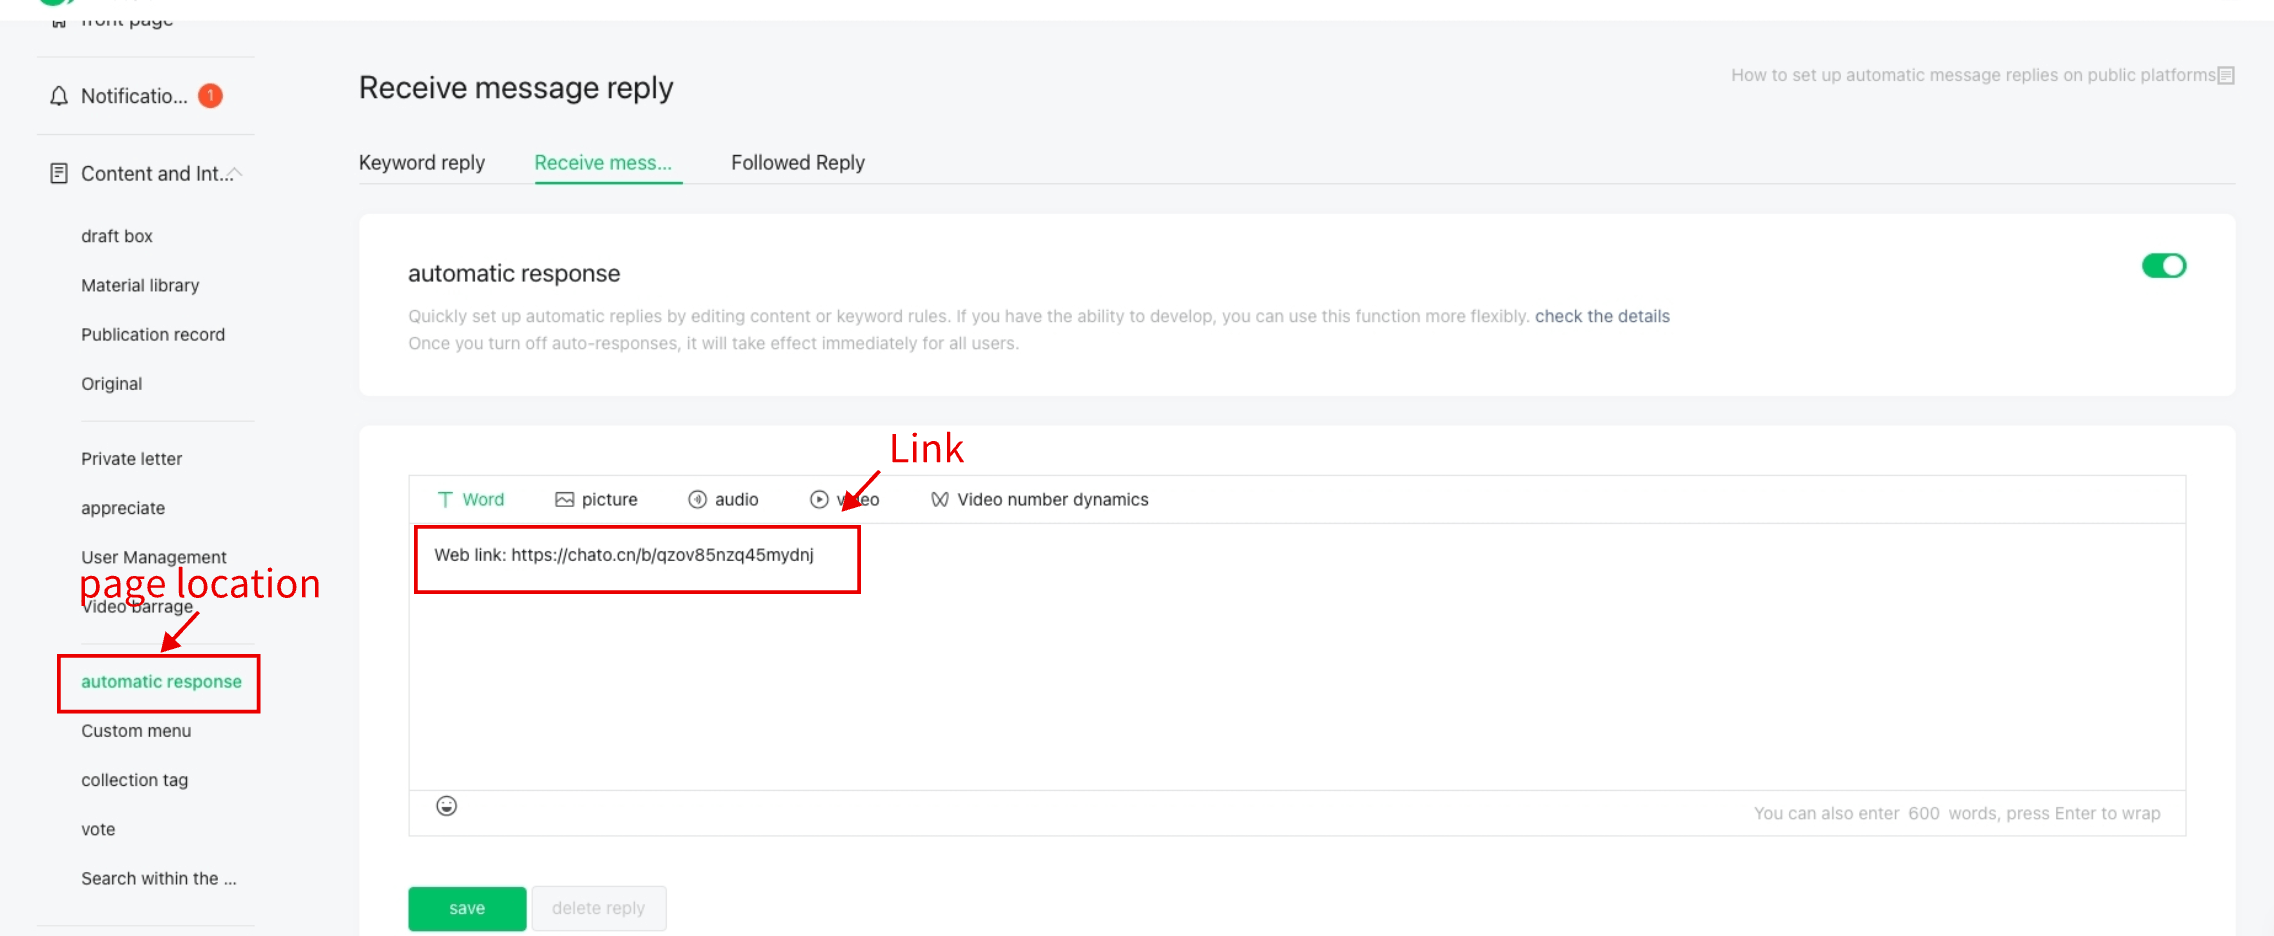 front page
Notificatio... 1
Content and Int...
draft box
Material library
Publication record
Original
Private letter
appreciate
User Management
page location
Video barrage
automatic response
Custom menu
collection tag
vote
Search within the ...
Receive message reply
How to set up automatic message replies on public platforms
Keyword reply Receive mess... Followed Reply
automatic response
Quickly set up automatic replies by editing content or keyword rules. If you have the ability to develop, you can use this function more flexibly. check the details
Once you turn off auto-responses, it will take effect immediately for all users.
Link
Word picture audio video Video number dynamics
Web link: https://chato.cn/b/qzov85nzq45mydnj
You can also enter 600 words, press Enter to wrap
save delete reply